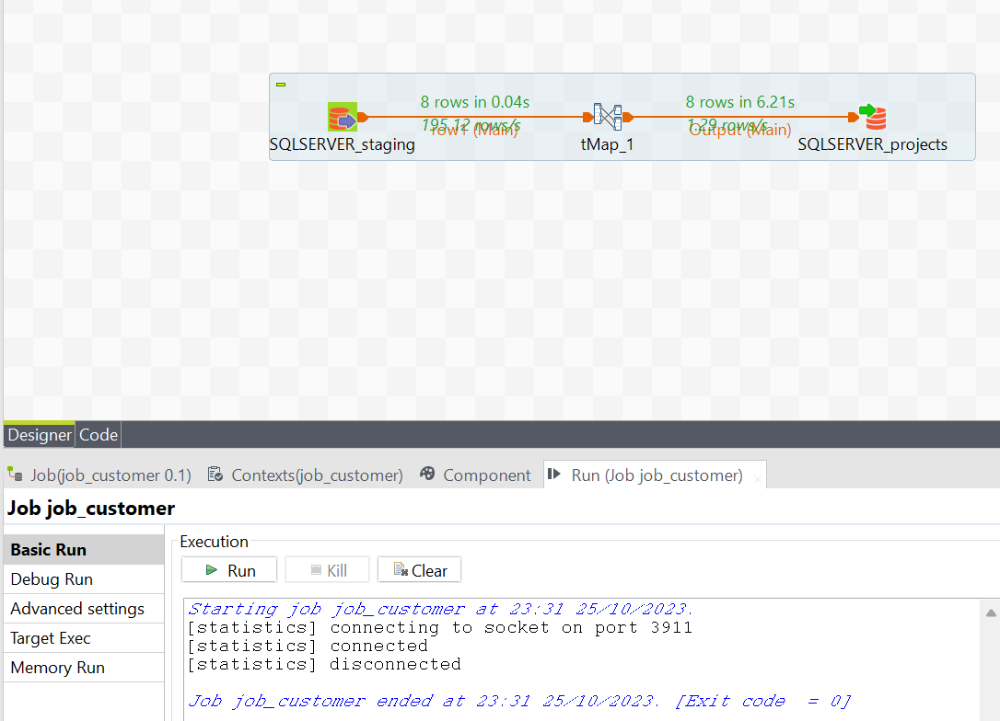 8 rows in 0.04s
8 rows in 6.21s
195.12 rows/s
1.29 rows/s
row1 (Main)
Output (Main)
SQLSERVER_staging
tMap_1
SQLSERVER_projects
Designer
Code
Job(job_customer 0.1)
Contexts(job_customer)
Component
Run (Job job_customer)
Job job_customer
Basic Run
Debug Run
Advanced settings
Target Exec
Memory Run
Execution
Run
Kill
Clear
Starting job job_customer at 23:31 25/10/2023.
[statistics] connecting to socket on port 3911
[statistics] connected
[statistics] disconnected
Job job_customer ended at 23:31 25/10/2023. [Exit code  = 0]